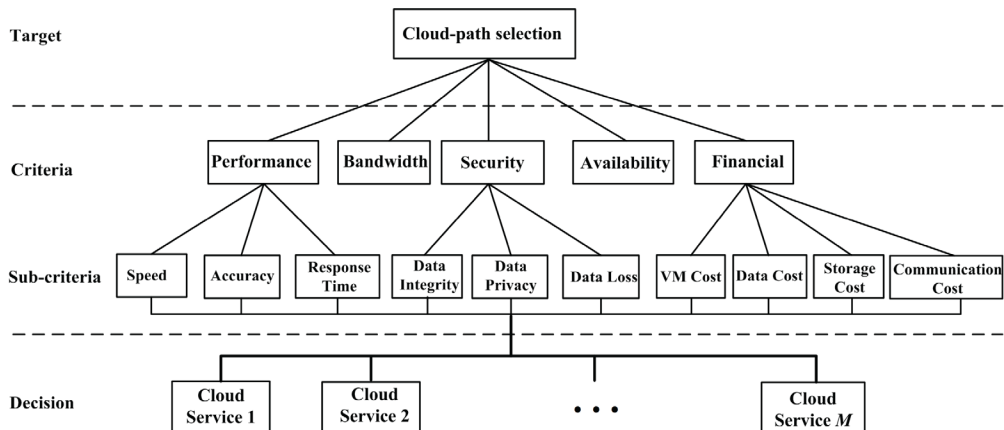 Target
Cloud-path selection
Criteria
Performance
Bandwidth
Security
Availability
Financial
Sub-criteria
Speed
Accuracy
Response
Time
Data
Integrity
Data
Privacy
Data Loss
VM Cost
Data Cost
Storage
Cost
Communication
Cost
Decision
Cloud
Service 1
Cloud
Service 2
• • •
Cloud
Service M